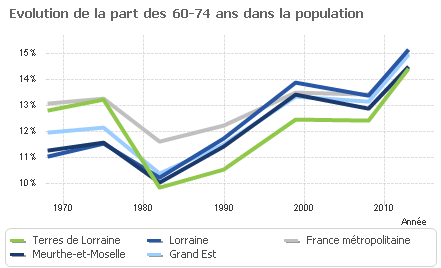 Evolution de la part des 60-74 ans dans la population
15 %
14 %
13 %
12 %
11 %
10 %
1970 1980 1990 2000 2010
Année
Terres de Lorraine Lorraine France métropolitaine
Meurthe-et-Moselle Grand Est